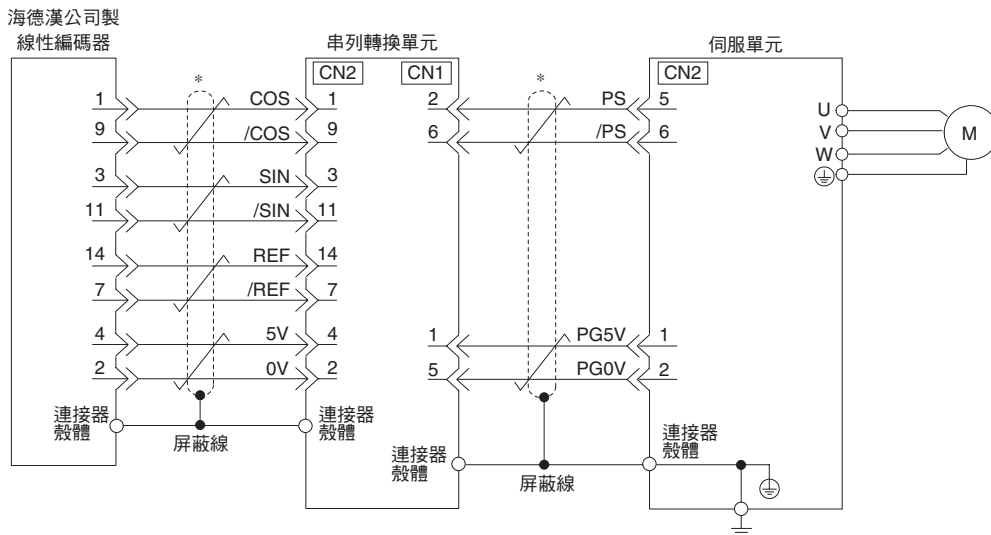 海德漢公司製
線性編碼器
串列轉換單元
伺服單元
CN2
CN1
CN2
*
*
1 COS 1
9 /COS 9
3 SIN 3
11 /SIN 11
14 REF 14
7 /REF 7
4 5V 4
2 0V 2
2 PS 5
6 /PS 6
1 PG5V 1
5 PG0V 2
U
V
W
M
連接器
殼體
屏蔽線
連接器
殼體
連接器
殼體
屏蔽線
連接器
殼體